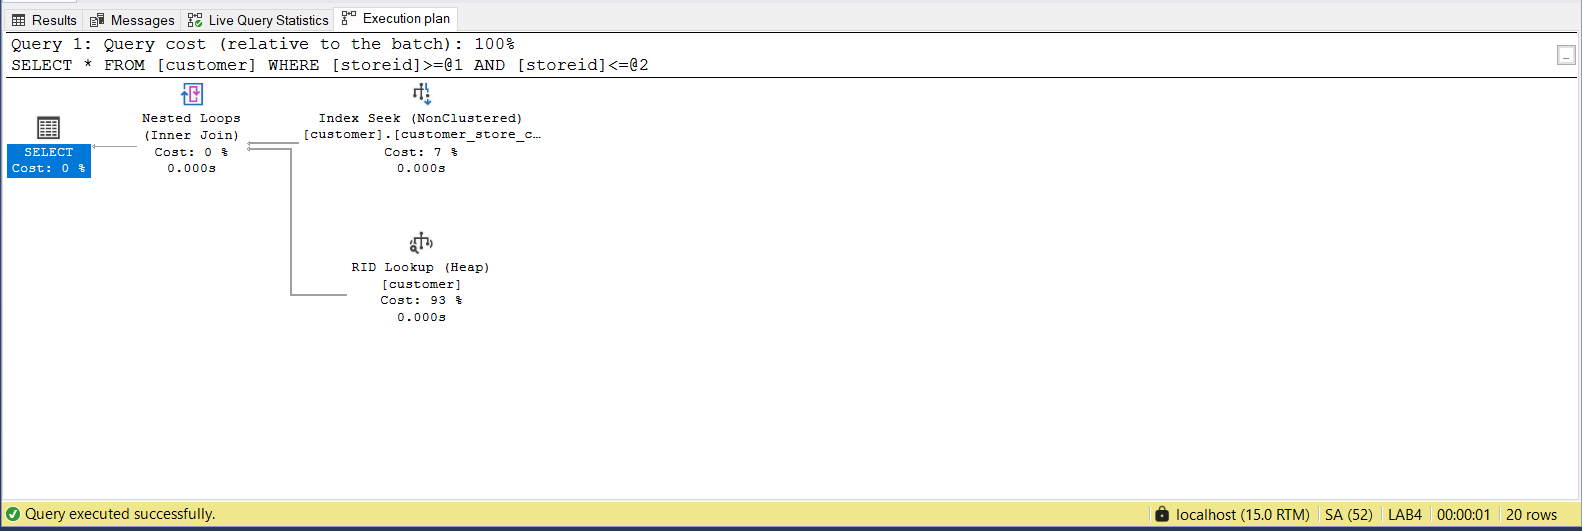 Results Messages Live Query Statistics Execution plan
Query 1: Query cost (relative to the batch): 100%
SELECT * FROM [customer] WHERE [storeid]>=@1 AND [storeid]<=@2
SELECT
Cost: 0 %
Nested Loops
(Inner Join)
Cost: 0 %
0.000s
Index Seek (NonClustered)
[customer].[customer_store_c…
Cost: 7 %
0.000s
RID Lookup (Heap)
[customer]
Cost: 93 %
0.000s
Query executed successfully. localhost (15.0 RTM) SA (52) LAB4 00:00:01 20 rows